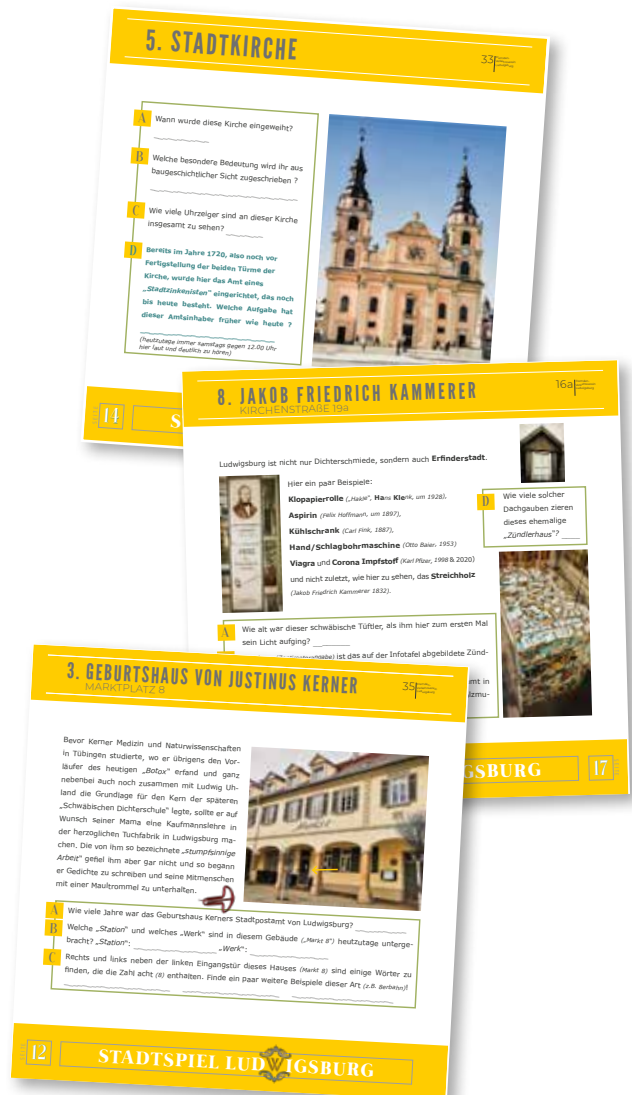 5. STADTKIRCHE
33
A Wann wurde diese Kirche eingeweiht?
B Welche besondere Bedeutung wird ihr aus
baugeschichtlicher Sicht zugeschrieben ?
C Wie viele Uhrzeiger sind an dieser Kirche
insgesamt zu sehen?
D Bereits im Jahre 1720, also noch vor
Fertigstellung der beiden Türme der
Kirche, wurde hier das Amt eines
„Stadtzinkenisten" eingerichtet, das noch
bis heute besteht. Welche Aufgabe hat
dieser Amtsinhaber früher wie heute ?
(heutzutage immer samstags gegen 12.00 Uhr
hier laut und deutlich zu hören)
SEITE 14
S
8. JAKOB FRIEDRICH KAMMERER
KIRCHENSTRAßE 19a
16a
Ludwigsburg ist nicht nur Dichterschmiede, sondern auch Erfinderstadt.
Hier ein paar Beispiele:
Klopapierrolle („Hakle", Hans Klenk, um 1928),
Aspirin (Felix Hoffmann, um 1897),
Kühlschrank (Carl Fink, 1887),
Hand/Schlagbohrmaschine (Otto Baier, 1953)
Viagra und Corona Impfstoff (Karl Pfizer, 1998 & 2020)
und nicht zuletzt, wie hier zu sehen, das Streichholz
(Jakob Friedrich Kammerer 1832).
D Wie viele solcher
Dachgauben zieren
dieses ehemalige
„Zündlerhaus"?
A Wie alt war dieser schwäbische Tüftler, als ihm hier zum ersten Mal
sein Licht aufging?
ist das auf der Infotafel abgebildete Zünd-
mt in
lzmu-
GSBURG
17 SEITE
3. GEBURTSHAUS VON JUSTINUS KERNER
MARKTPLATZ 8
35
Bevor Kerner Medizin und Naturwissenschaften
in Tübingen studierte, wo er übrigens den Vor-
läufer des heutigen „Botox" erfand und ganz
nebenbei auch noch zusammen mit Ludwig Uh-
land die Grundlage für den Kern der späteren
„Schwäbischen Dichterschule" legte, sollte er auf
Wunsch seiner Mama eine Kaufmannslehre in
der herzoglichen Tuchfabrik in Ludwigsburg ma-
chen. Die von ihm so bezeichnete „stumpfsinnige
Arbeit" gefiel ihm aber gar nicht und so begann
er Gedichte zu schreiben und seine Mitmenschen
mit einer Maultrommel zu unterhalten.
A Wie viele Jahre war das Geburtshaus Kerners Stadtpostamt von Ludwigsburg?
B Welche „Station" und welches „Werk" sind in diesem Gebäude („Markt 8") heutzutage unterge-
bracht? „Station": „Werk":
C Rechts und links neben der linken Eingangstür dieses Hauses (Markt 8) sind einige Wörter zu
finden, die die Zahl acht (8) enthalten. Finde ein paar weitere Beispiele dieser Art (z.B. 8erbahn)!
SEITE 12
STADTSPIEL LUDWIGSBURG